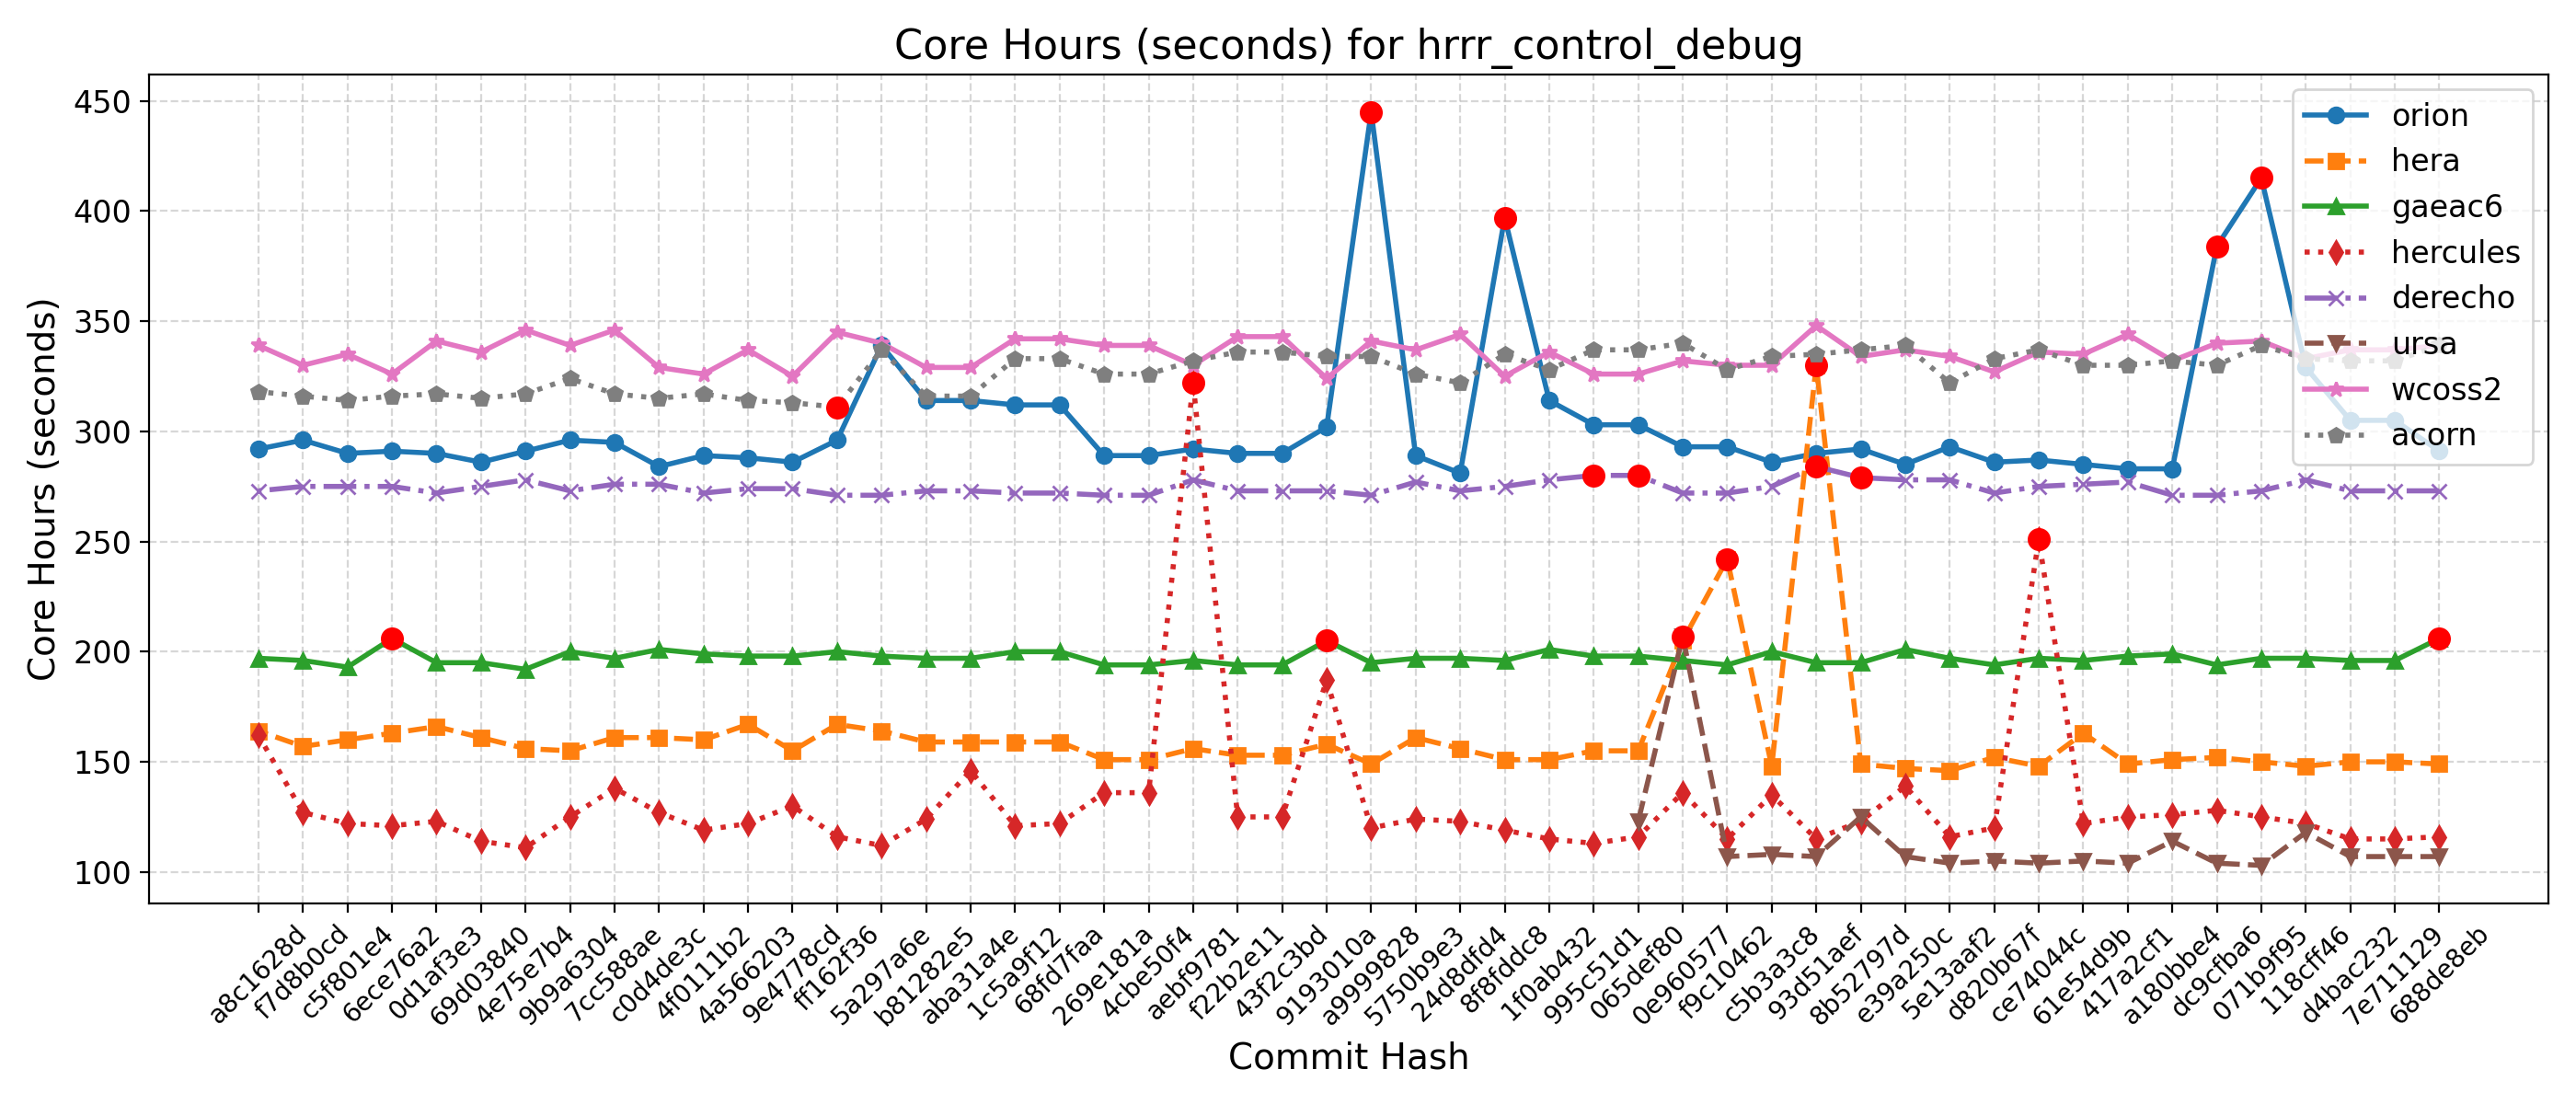 Core Hours (seconds) for hrrr_control_debug
Core Hours (seconds)
450
400
350
300
250
200
150
100
orion
hera
gaeac6
hercules
derecho
ursa
wcoss2
acorn
a8c1628d
f7d8b0cd
c5f801e4
6ece76a2
0d1af3e3
69d03840
4e75e7b4
9b9a6304
7cc588ae
c0d4de3c
4f0111b2
4a566203
9e4778cd
ff162f36
5a297a6e
b81282e5
aba31a4e
1c5a9f12
68fd7faa
269e181a
4cbe50f4
aebf9781
f22b2e11
43f2c3bd
9193010a
a9999828
5750b9e3
24d8dfd4
8f8fddc8
1f0ab432
995c51d1
065def80
0e960577
f9c10462
c5b3a3c8
93d51aef
8b52797d
e39a250c
5e13aaf2
d820b67f
ce74044c
61e54d9b
417a2cf1
a180bbe4
dc9cfba6
071b9f95
118cff46
d4bac232
7e711129
688de8eb
Commit Hash